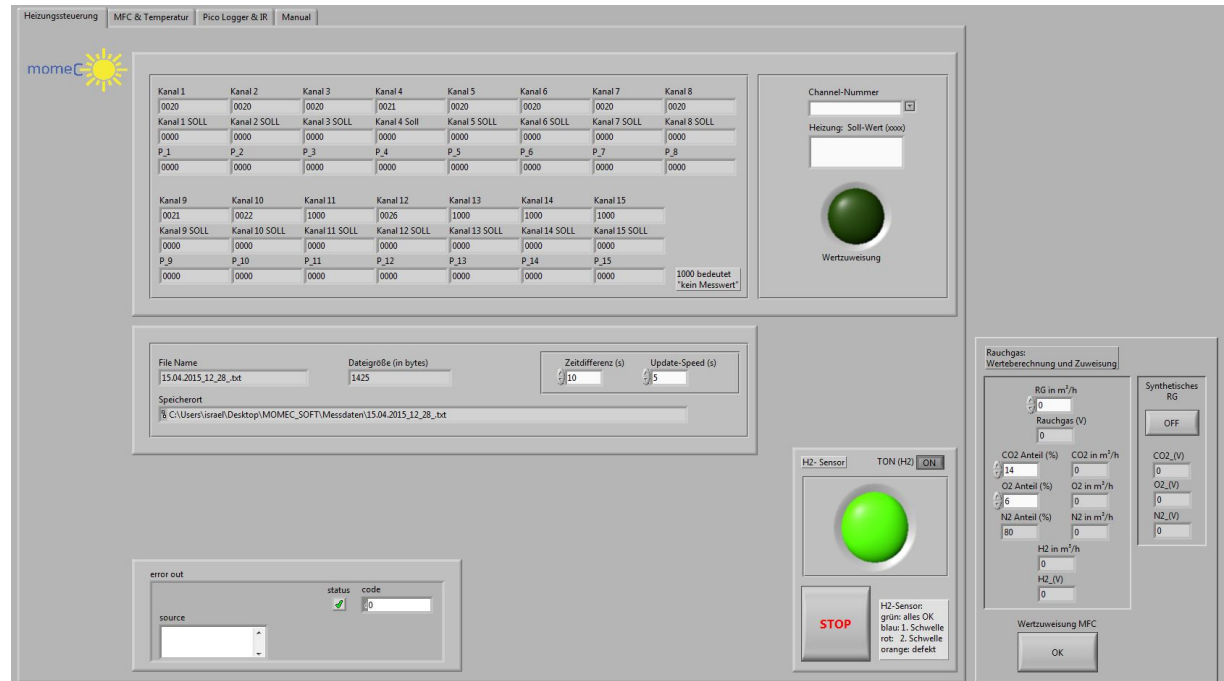 Heizungssteuerung MFC & Temperatur Pico Logger & IR Manual
momeC
Kanal 1 Kanal 2 Kanal 3 Kanal 4 Kanal 5 Kanal 6 Kanal 7 Kanal 8
0020 0020 0020 0021 0020 0020 0020 0020
Kanal 1 SOLL Kanal 2 SOLL Kanal 3 SOLL Kanal 4 Soll Kanal 5 SOLL Kanal 6 SOLL Kanal 7 SOLL Kanal 8 SOLL
0000 0000 0000 0000 0000 0000 0000 0000
P_1 P_2 P_3 P_4 P_5 P_6 P_7 P_8
0000 0000 0000 0000 0000 0000 0000 0000
Kanal 9 Kanal 10 Kanal 11 Kanal 12 Kanal 13 Kanal 14 Kanal 15
0021 0022 1000 0026 1000 1000 1000
Kanal 9 SOLL Kanal 10 SOLL Kanal 11 SOLL Kanal 12 SOLL Kanal 13 SOLL Kanal 14 SOLL Kanal 15 SOLL
0000 0000 0000 0000 0000 0000 0000
P_9 P_10 P_11 P_12 P_13 P_14 P_15
0000 0000 0000 0000 0000 0000 0000
1000 bedeutet
"kein Messwert"
Channel-Nummer
Heizung: Soll-Wert (xxxx)
Wertzuweisung
File Name Dateigröße (in bytes) Zeitdifferenz (s) Update-Speed (s)
15.04.2015_12_28_.txt 1425 10 5
Speicherort
C:\Users\israel\Desktop\MOMEC_SOFT\Messdaten\15.04.2015_12_28_.txt
error out
status code
0
source
H2- Sensor TON (H2) ON
STOP
H2-Sensor:
grün: alles OK
blau: 1. Schwelle
rot: 2. Schwelle
orange: defekt
Rauchgas:
Werteberechnung und Zuweisung
RG in m³/h
0
Rauchgas (V)
0
CO2 Anteil (%) CO2 in m³/h
14 0
O2 Anteil (%) O2 in m³/h
6 0
N2 Anteil (%) N2 in m³/h
80 0
H2 in m³/h
0
H2_(V)
0
Synthetisches
RG
OFF
CO2_(V)
0
O2_(V)
0
N2_(V)
0
Wertzuweisung MFC
OK